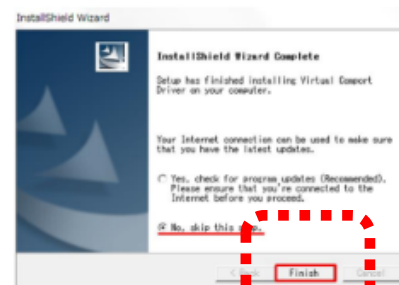 InstallShield Wizard
InstallShield Wizard Complete
Setup has finished installing Virtual Comport
Driver on your computer.
Your Internet connection can be used to make sure
that you have the latest updates.
Yes, check for program updates (Recommended).
Please ensure that you're connected to the
Internet before you proceed.
No, skip this step.
< Back Finish Cancel